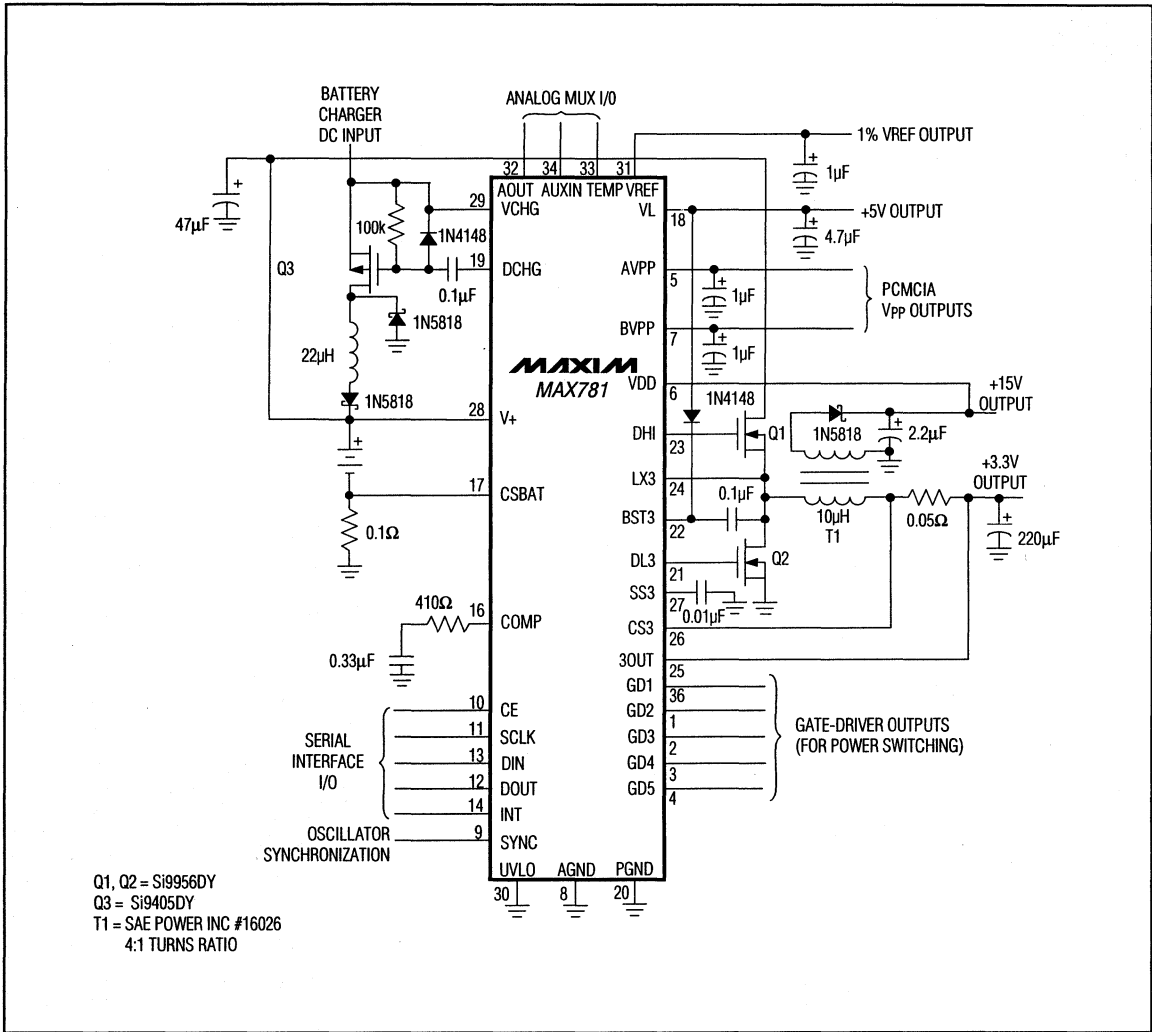 BATTERY
CHARGER
DC INPUT
ANALOG MUX I/0
1% VREF OUTPUT
32
34
33
31
AOUT
AUXIN
TEMP
VREF
1µF
29
VCHG
VL
18
+5V OUTPUT
47µF
100k
1N4148
4.7µF
Q3
19
DCHG
0.1µF
AVPP
5
1µF
PCMCIA
VPP OUTPUTS
1N5818
BVPP
7
1µF
22µH
MAXIM
MAX781
VDD
6
+15V
OUTPUT
1N5818
1N4148
28
V+
DHI
23
Q1
1N5818
2.2µF
LX3
24
+3.3V
OUTPUT
17
CSBAT
0.1µF
BST3
22
10µH
T1
0.05Ω
0.1Ω
220µF
DL3
21
Q2
SS3
27
0.01µF
410Ω
16
COMP
CS3
26
0.33µF
3OUT
25
GD1
36
10
CE
GD2
1
11
SCLK
GD3
2
SERIAL
INTERFACE
I/O
13
DIN
GD4
3
GATE-DRIVER OUTPUTS
(FOR POWER SWITCHING)
12
DOUT
GD5
4
14
INT
OSCILLATOR
SYNCHRONIZATION
9
SYNC
UVLO
AGND
PGND
30
8
20
Q1, Q2 = Si9956DY
Q3 = Si9405DY
T1 = SAE POWER INC #16026
4:1 TURNS RATIO